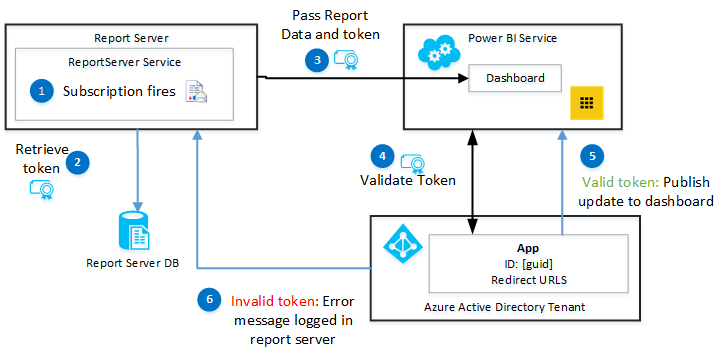 Report Server
ReportServer Service
1
Subscription fires
Pass Report
Data and token
3
Power BI Service
Dashboard
Retrieve
token
2
Report Server DB
4
Validate Token
5
Valid token: Publish
update to dashboard
App
ID: [guid]
Redirect URLS
Azure Active Directory Tenant
6
Invalid token: Error
message logged in
report server